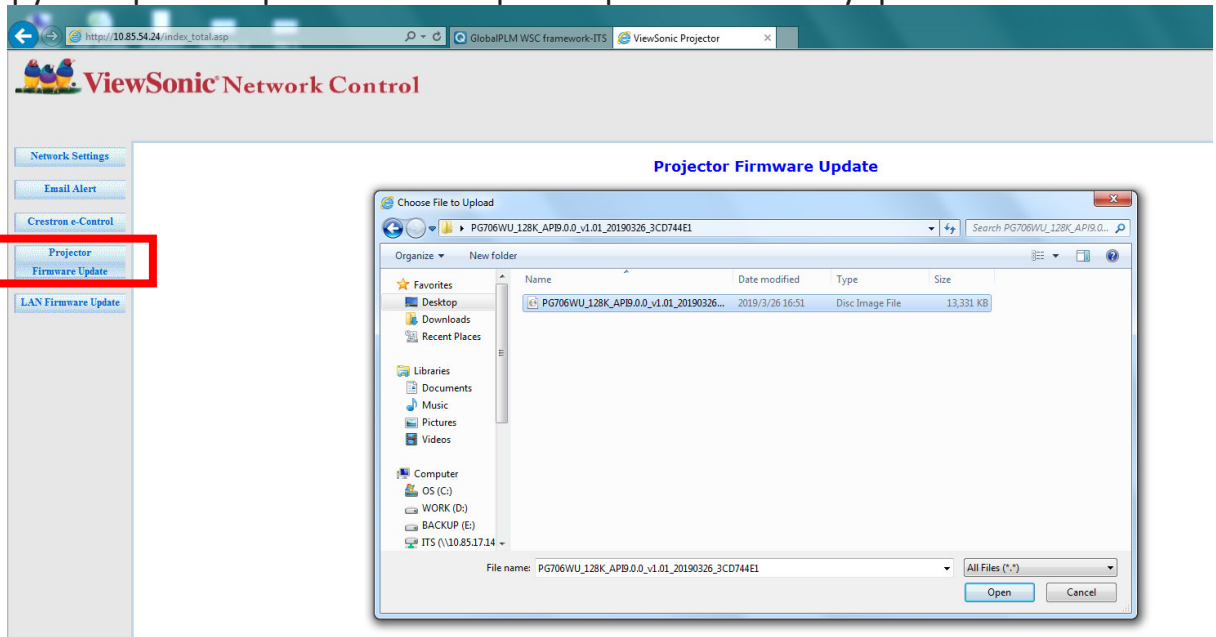 http://10.85.54.24/index_total.asp
GlobalPLM WSC framework-ITS
ViewSonic Projector
ViewSonic® Network Control
Network Settings
Email Alert
Crestron e-Control
Projector
Firmware Update
LAN Firmware Update
Projector Firmware Update
Choose File to Upload
PG706WU_128K_API9.0.0_v1.01_20190326_3CD744E1
Search PG706WU_128K_API9.0...
Organize
New folder
Name
Date modified
Type
Size
PG706WU_128K_API9.0.0_v1.01_20190326...
2019/3/26 16:51
Disc Image File
13,331 KB
Favorites
Desktop
Downloads
Recent Places
Libraries
Documents
Music
Pictures
Videos
Computer
OS (C:)
WORK (D:)
BACKUP (E:)
ITS (\\10.85.17.14
File name:
PG706WU_128K_API9.0.0_v1.01_20190326_3CD744E1
All Files (*.*)
Open
Cancel